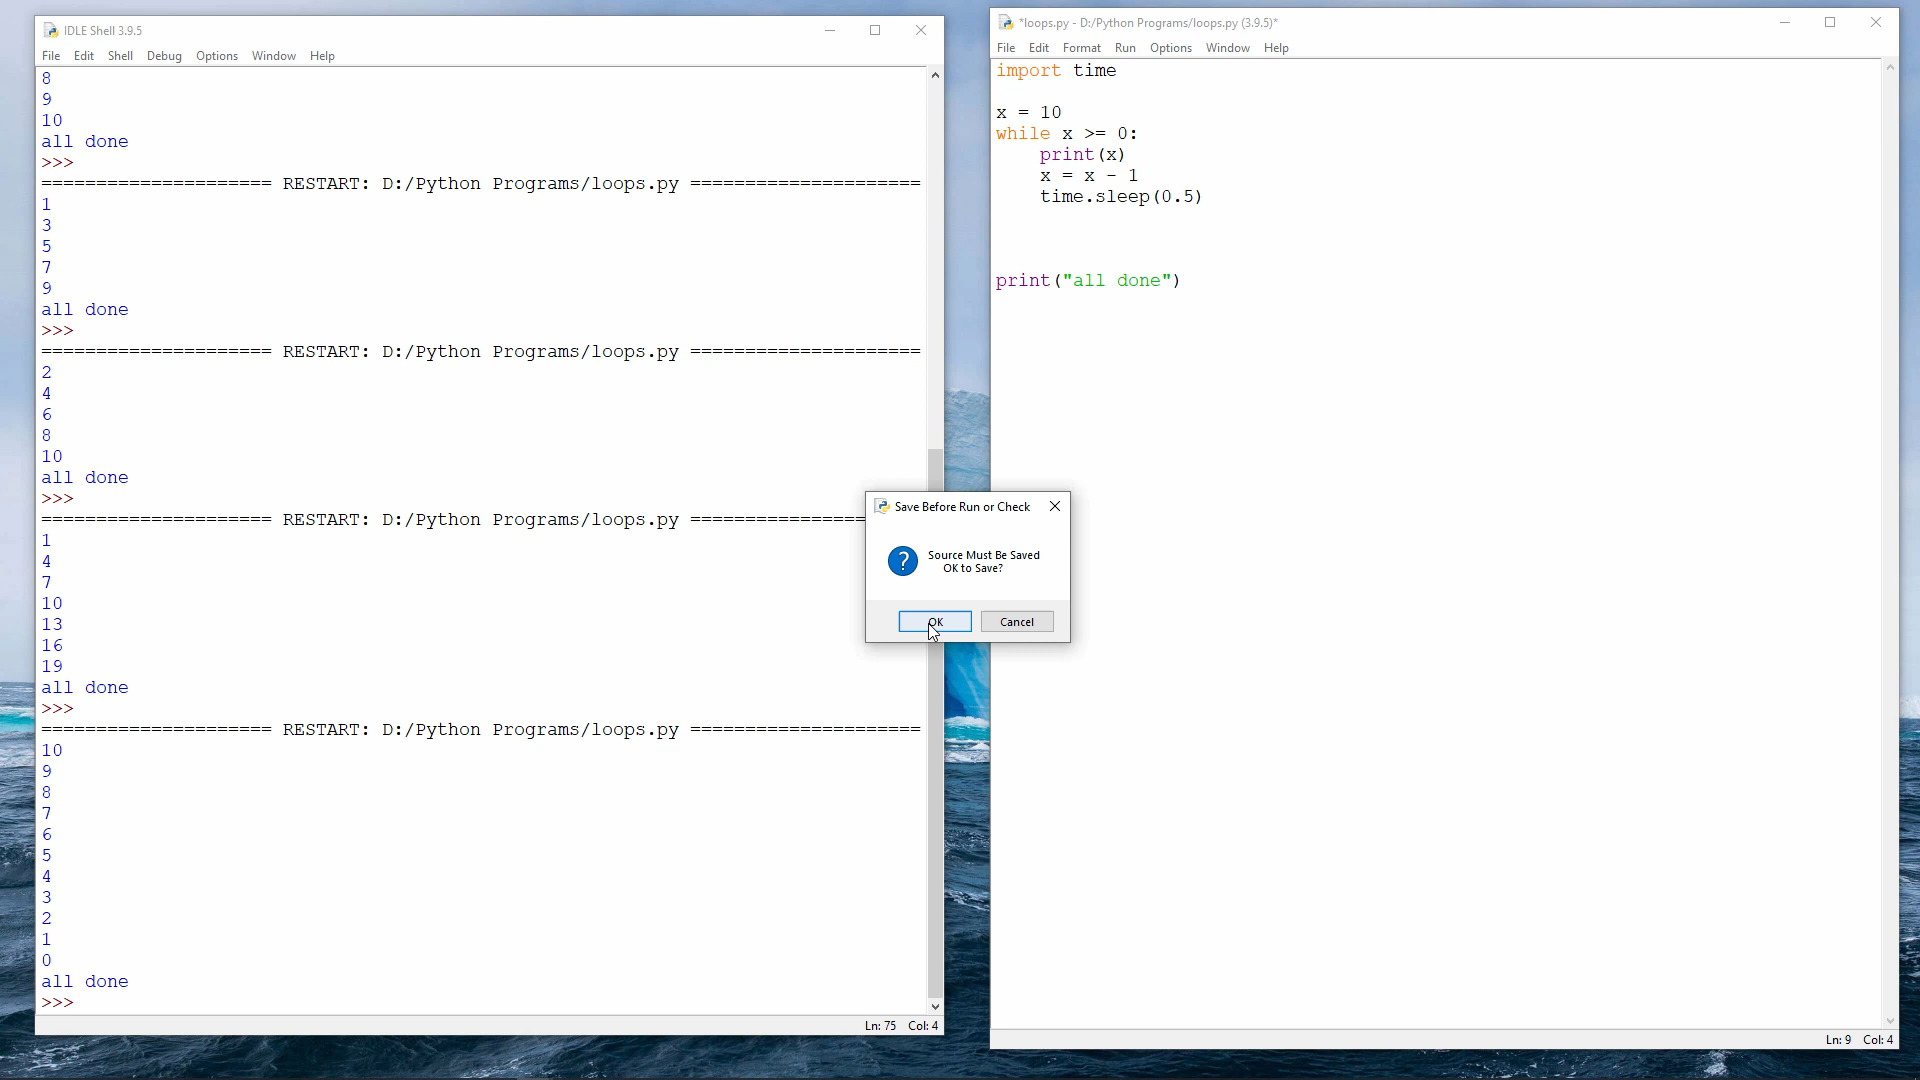 IDLE Shell 3.9.5
File Edit Shell Debug Options Window Help
8
9
10
all done
>>>
===================== RESTART: D:/Python Programs/loops.py =====================
1
3
5
7
9
all done
>>>
===================== RESTART: D:/Python Programs/loops.py =====================
2
4
6
8
10
all done
>>>
===================== RESTART: D:/Python Programs/loops.py ================
1
4
7
10
13
16
19
all done
>>>
===================== RESTART: D:/Python Programs/loops.py =====================
10
9
8
7
6
5
4
3
2
1
0
all done
>>>
Ln: 75 Col: 4
*loops.py - D:/Python Programs/loops.py (3.9.5)*
File Edit Format Run Options Window Help
import time
x = 10
while x >= 0:
    print(x)
    x = x - 1
    time.sleep(0.5)
print("all done")
Ln: 9 Col: 4
Save Before Run or Check
?
Source Must Be Saved
OK to Save?
OK Cancel